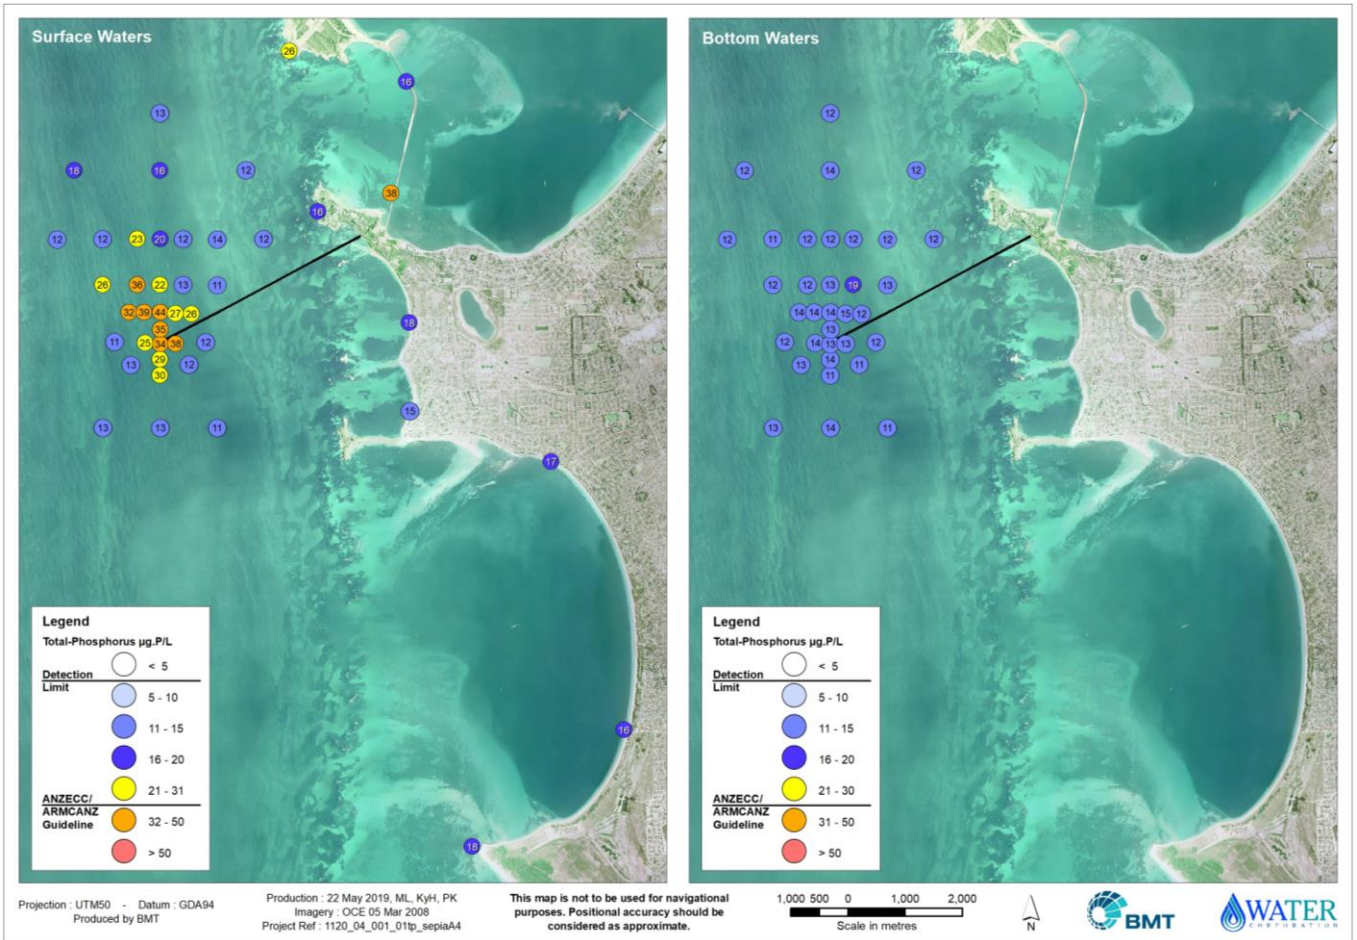 Surface Waters
26
16
13
18
16
12
38
16
12
12
23
20
12
14
12
26
36
22
13
11
32
39
44
27
26
18
35
11
25
34
38
12
29
13
12
30
15
13
13
11
17
16
18
Legend
Total-Phosphorus µg.P/L
< 5
Detection
Limit
5 - 10
11 - 15
16 - 20
21 - 31
ANZECC/
ARMCANZ
Guideline
32 - 50
> 50
Bottom Waters
12
12
14
12
12
11
12
12
12
12
12
12
12
13
19
13
14
14
14
15
12
13
12
14
13
13
12
14
13
11
11
13
14
11
Legend
Total-Phosphorus µg.P/L
< 5
Detection
Limit
5 - 10
11 - 15
16 - 20
21 - 30
ANZECC/
ARMCANZ
Guideline
31 - 50
> 50
Projection : UTM50 - Datum : GDA94
Produced by BMT
Production : 22 May 2019, ML, KyH, PK
Imagery : OCE 05 Mar 2008
Project Ref : 1120_04_001_01tp_sepiaA4
This map is not to be used for navigational
purposes. Positional accuracy should be
considered as approximate.
1,000 500 0 1,000 2,000
Scale in metres
N
BMT
WATER
CORPORATION